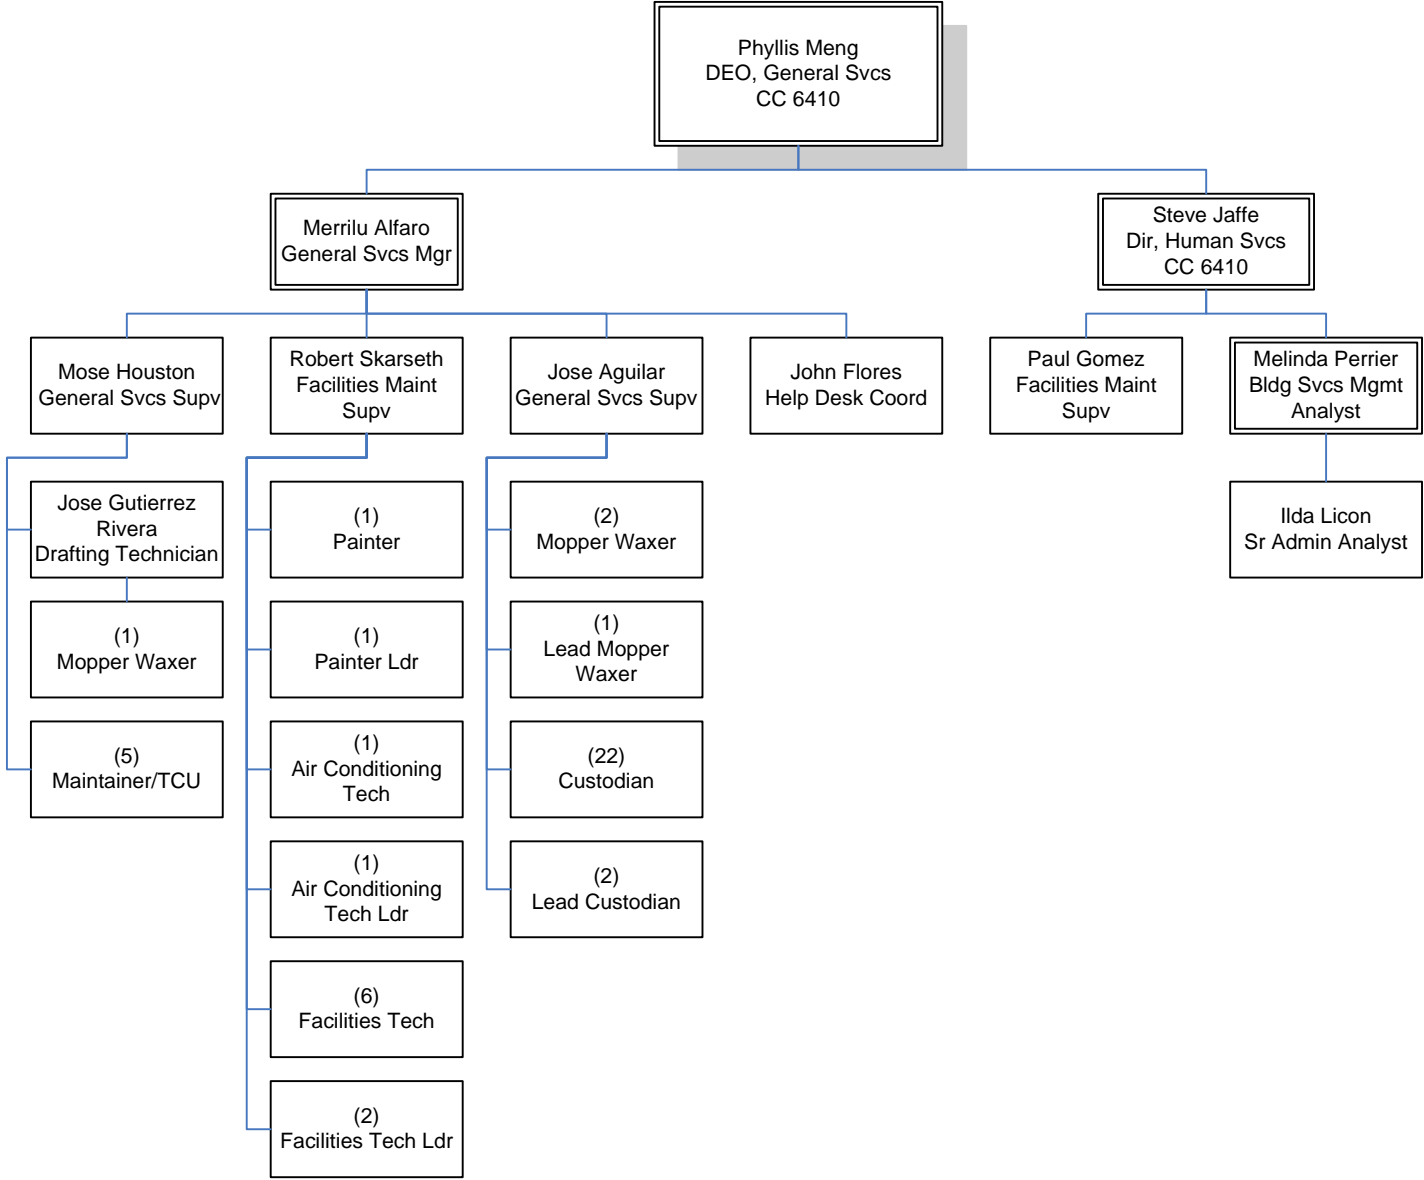 Phyllis Meng
DEO, General Svcs
CC 6410
Merrilu Alfaro
General Svcs Mgr
Steve Jaffe
Dir, Human Svcs
CC 6410
Mose Houston
General Svcs Supv
Robert Skarseth
Facilities Maint
Supv
Jose Aguilar
General Svcs Supv
John Flores
Help Desk Coord
Paul Gomez
Facilities Maint
Supv
Melinda Perrier
Bldg Svcs Mgmt
Analyst
Jose Gutierrez
Rivera
Drafting Technician
(1)
Painter
(2)
Mopper Waxer
Ilda Licon
Sr Admin Analyst
(1)
Mopper Waxer
(1)
Painter Ldr
(1)
Lead Mopper
Waxer
(5)
Maintainer/TCU
(1)
Air Conditioning
Tech
(22)
Custodian
(1)
Air Conditioning
Tech Ldr
(2)
Lead Custodian
(6)
Facilities Tech
(2)
Facilities Tech Ldr